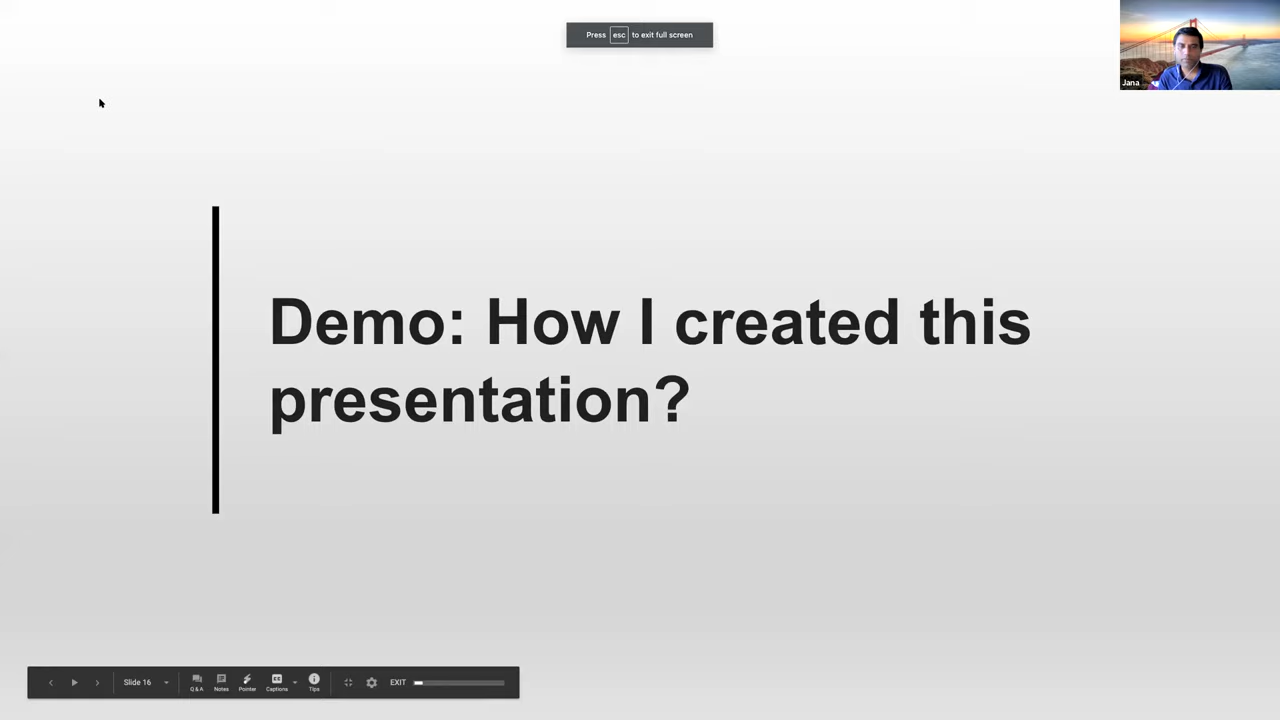 Press esc to exit full screen
Jana
Demo: How I created this
presentation?
Slide 16
Q&A
Notes
Pointer
CC
Captions
Tips
EXIT